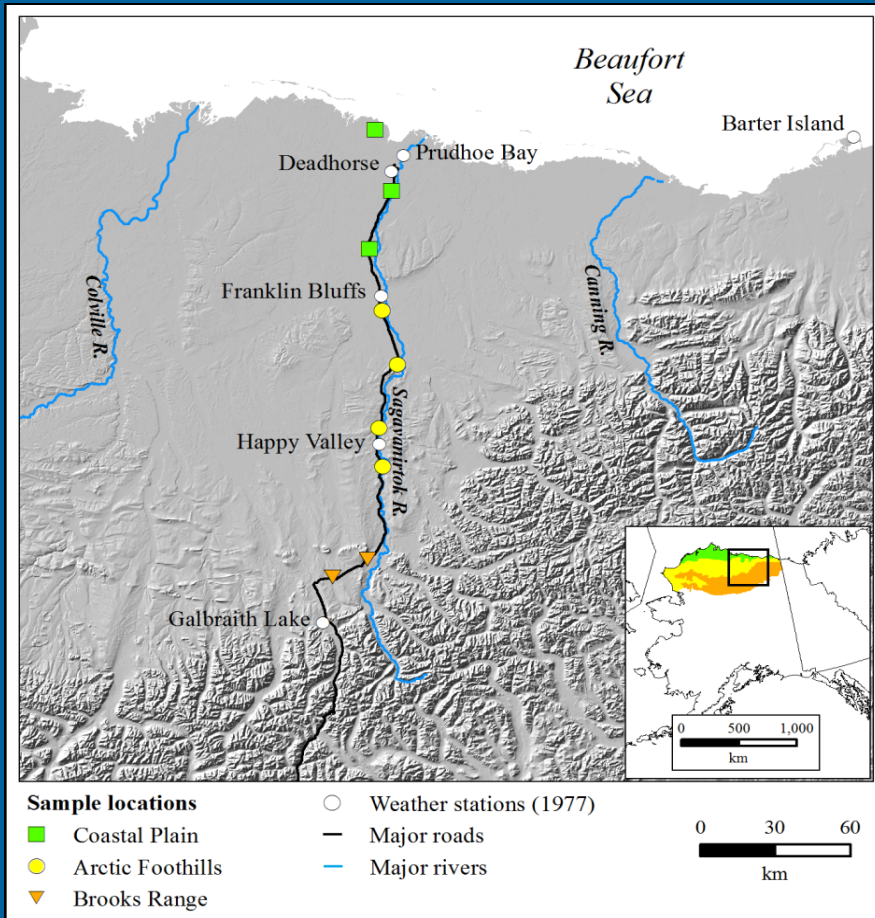 Beaufort
Sea
Barter Island
Prudhoe Bay
Deadhorse
Franklin Bluffs
Colville R.
Canning R.
Sagavanirtok R.
Happy Valley
Galbraith Lake
0 500 1,000
km
Sample locations
Coastal Plain
Arctic Foothills
Brooks Range
Weather stations (1977)
Major roads
Major rivers
0 30 60
km